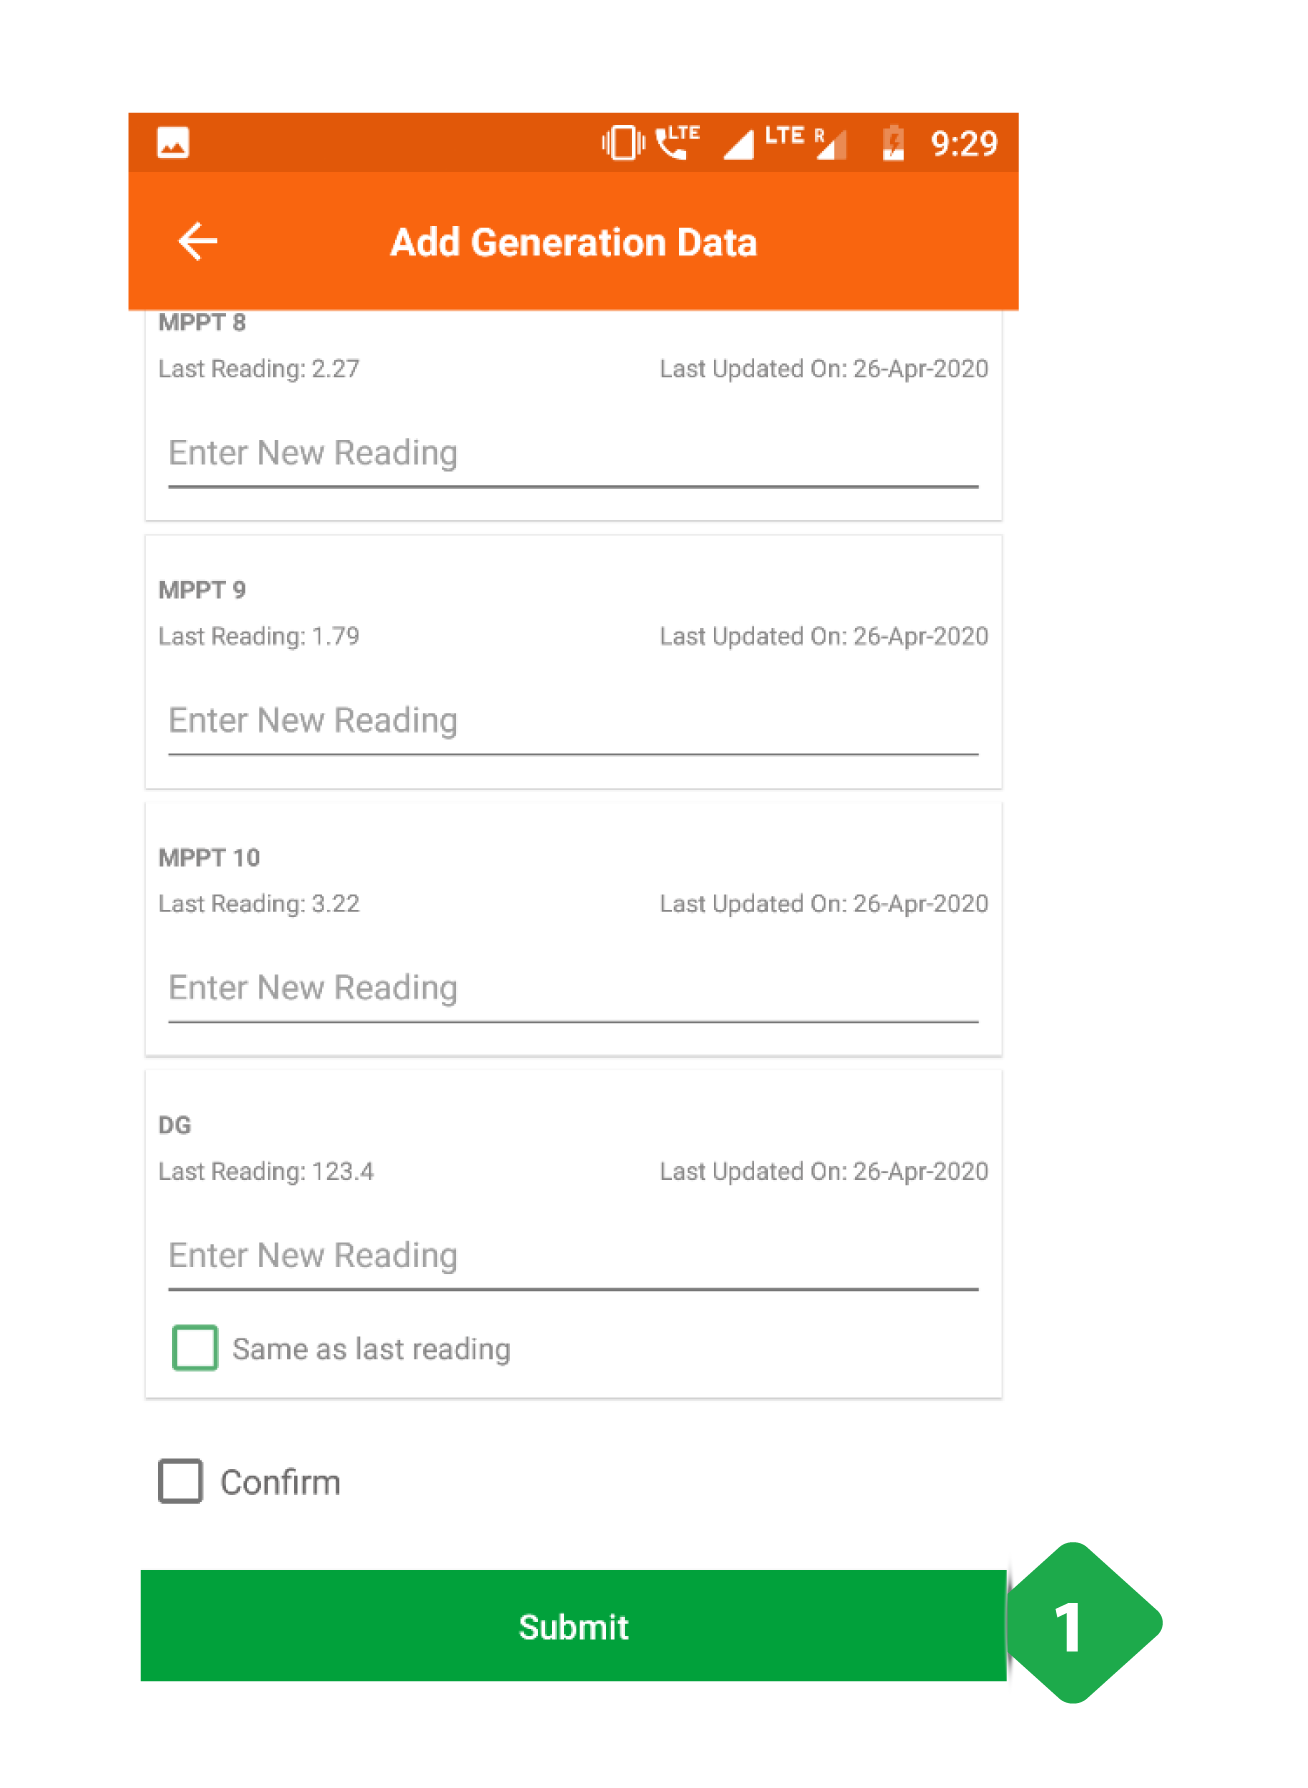 LTE LTE R 9:29
Add Generation Data
MPPT 8
Last Reading: 2.27 Last Updated On: 26-Apr-2020
Enter New Reading
MPPT 9
Last Reading: 1.79 Last Updated On: 26-Apr-2020
Enter New Reading
MPPT 10
Last Reading: 3.22 Last Updated On: 26-Apr-2020
Enter New Reading
DG
Last Reading: 123.4 Last Updated On: 26-Apr-2020
Enter New Reading
Same as last reading
Confirm
Submit 1